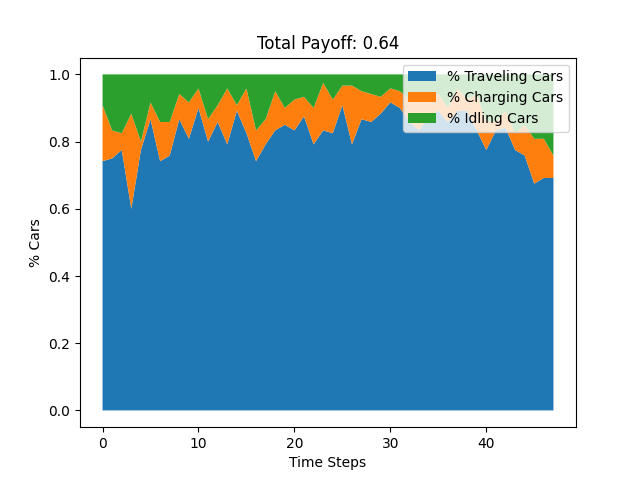 Total Payoff: 0.64
% Traveling Cars
% Charging Cars
% Idling Cars
1.0
0.8
0.6
0.4
0.2
0.0
% Cars
0
10
20
30
40
Time Steps